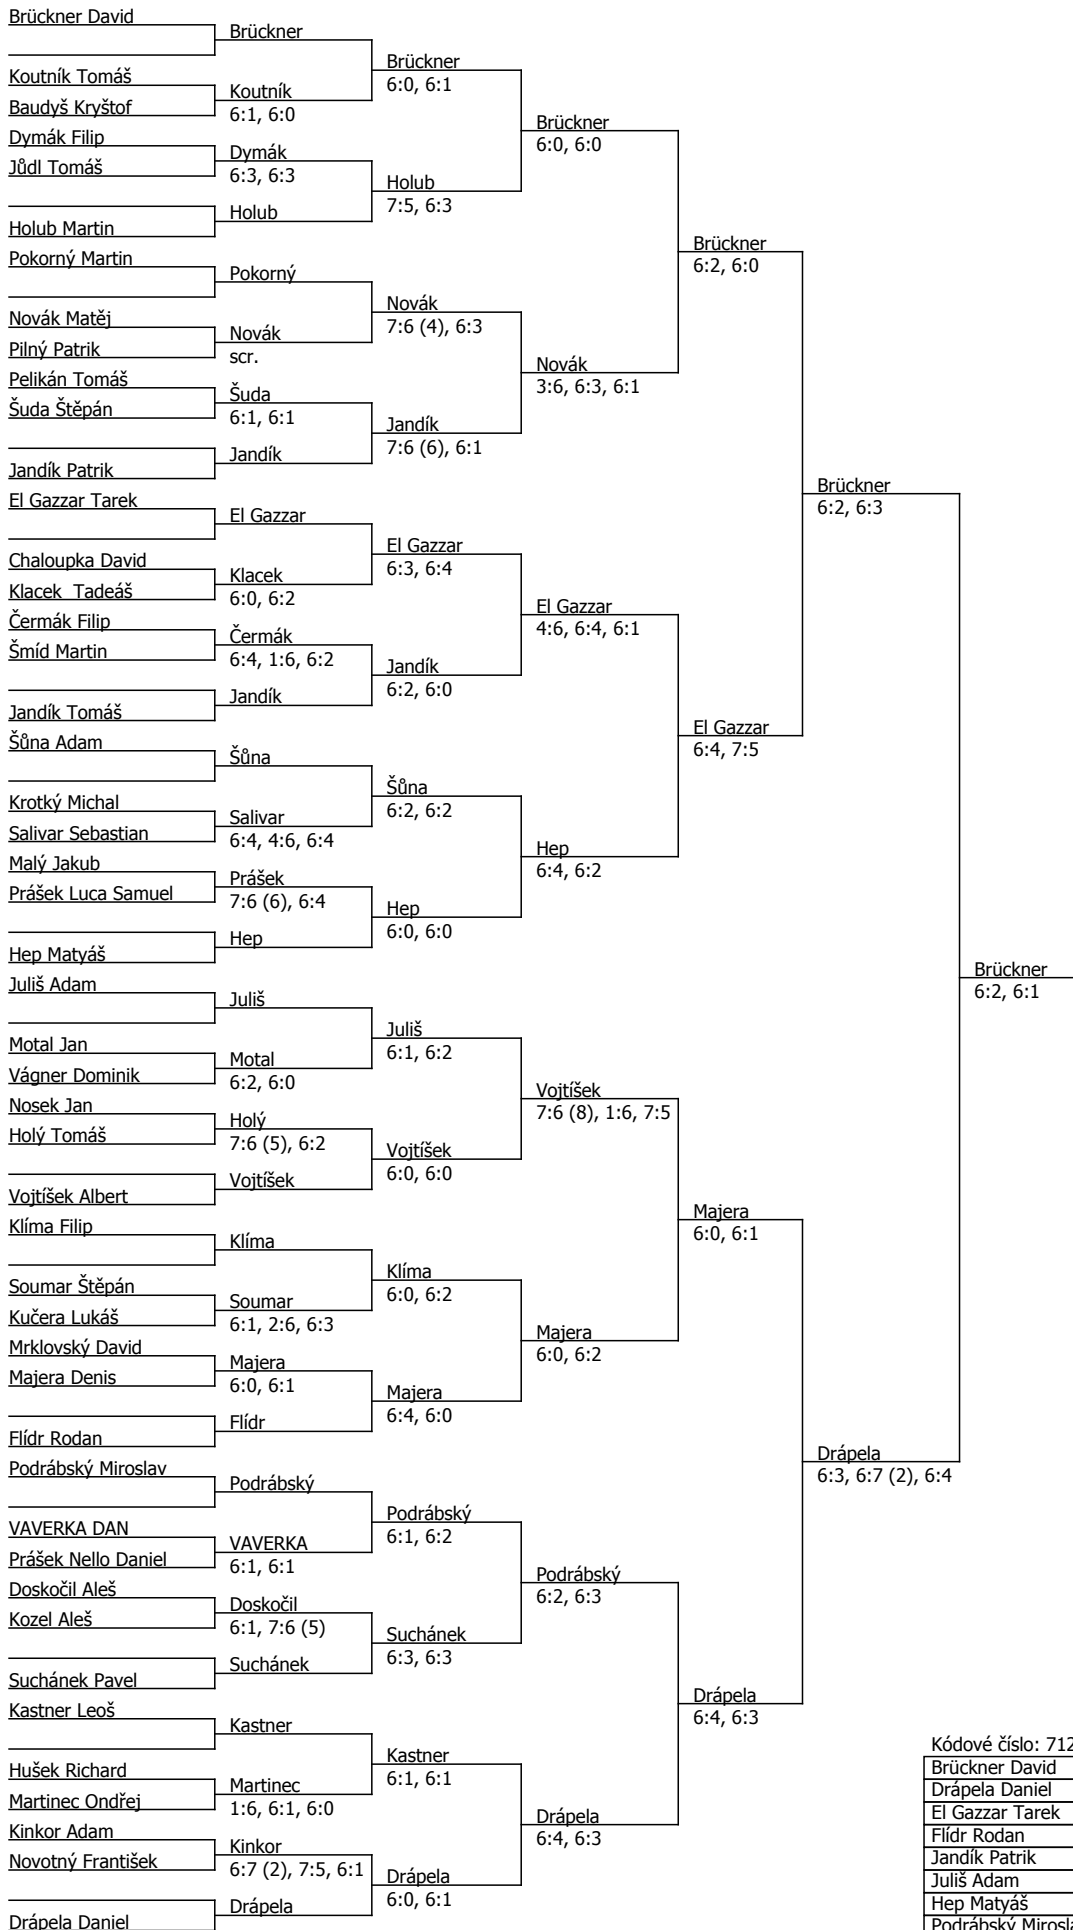 Brückner David
Koutník Tomáš
Baudyš Kryštof
Dymák Filip
Jůdl Tomáš
Holub Martin
Pokorný Martin
Novák Matěj
Pilný Patrik
Pelikán Tomáš
Šuda Štěpán
Jandík Patrik
El Gazzar Tarek
Chaloupka David
Klacek  Tadeáš
Čermák Filip
Šmíd Martin
Jandík Tomáš
Šůna Adam
Krotký Michal
Salivar Sebastian
Malý Jakub
Prášek Luca Samuel
Hep Matyáš
Juliš Adam
Motal Jan
Vágner Dominik
Nosek Jan
Holý Tomáš
Vojtíšek Albert
Klíma Filip
Soumar Štěpán
Kučera Lukáš
Mrklovský David
Majera Denis
Flídr Rodan
Podrábský Miroslav
VAVERKA DAN
Prášek Nello Daniel
Doskočil Aleš
Kozel Aleš
Suchánek Pavel
Kastner Leoš
Hušek Richard
Martinec Ondřej
Kinkor Adam
Novotný František
Drápela Daniel
Brückner
Koutník
6:1, 6:0
Dymák
6:3, 6:3
Holub
Pokorný
Novák
scr.
Šuda
6:1, 6:1
Jandík
El Gazzar
Klacek
6:0, 6:2
Čermák
6:4, 1:6, 6:2
Jandík
Šůna
Salivar
6:4, 4:6, 6:4
Prášek
7:6 (6), 6:4
Hep
Juliš
Motal
6:2, 6:0
Holý
7:6 (5), 6:2
Vojtíšek
Klíma
Soumar
6:1, 2:6, 6:3
Majera
6:0, 6:1
Flídr
Podrábský
VAVERKA
6:1, 6:1
Doskočil
6:1, 7:6 (5)
Suchánek
Kastner
Martinec
1:6, 6:1, 6:0
Kinkor
6:7 (2), 7:5, 6:1
Drápela
Brückner
6:0, 6:1
Holub
7:5, 6:3
Novák
7:6 (4), 6:3
Jandík
7:6 (6), 6:1
El Gazzar
6:3, 6:4
Jandík
6:2, 6:0
Šůna
6:2, 6:2
Hep
6:0, 6:0
Juliš
6:1, 6:2
Vojtíšek
6:0, 6:0
Klíma
6:0, 6:2
Majera
6:4, 6:0
Podrábský
6:1, 6:2
Suchánek
6:3, 6:3
Kastner
6:1, 6:1
Drápela
6:0, 6:1
Brückner
6:0, 6:0
Novák
3:6, 6:3, 6:1
El Gazzar
4:6, 6:4, 6:1
Hep
6:4, 6:2
Vojtíšek
7:6 (8), 1:6, 7:5
Majera
6:0, 6:2
Podrábský
6:2, 6:3
Drápela
6:4, 6:3
Brückner
6:2, 6:0
El Gazzar
6:4, 7:5
Majera
6:0, 6:1
Drápela
6:4, 6:3
Brückner
6:2, 6:3
Drápela
6:3, 6:7 (2), 6:4
Brückner
6:2, 6:1
Kódové číslo: 712
Brückner David
Drápela Daniel
El Gazzar Tarek
Flídr Rodan
Jandík Patrik
Juliš Adam
Hep Matyáš
Podrábský Mirosla